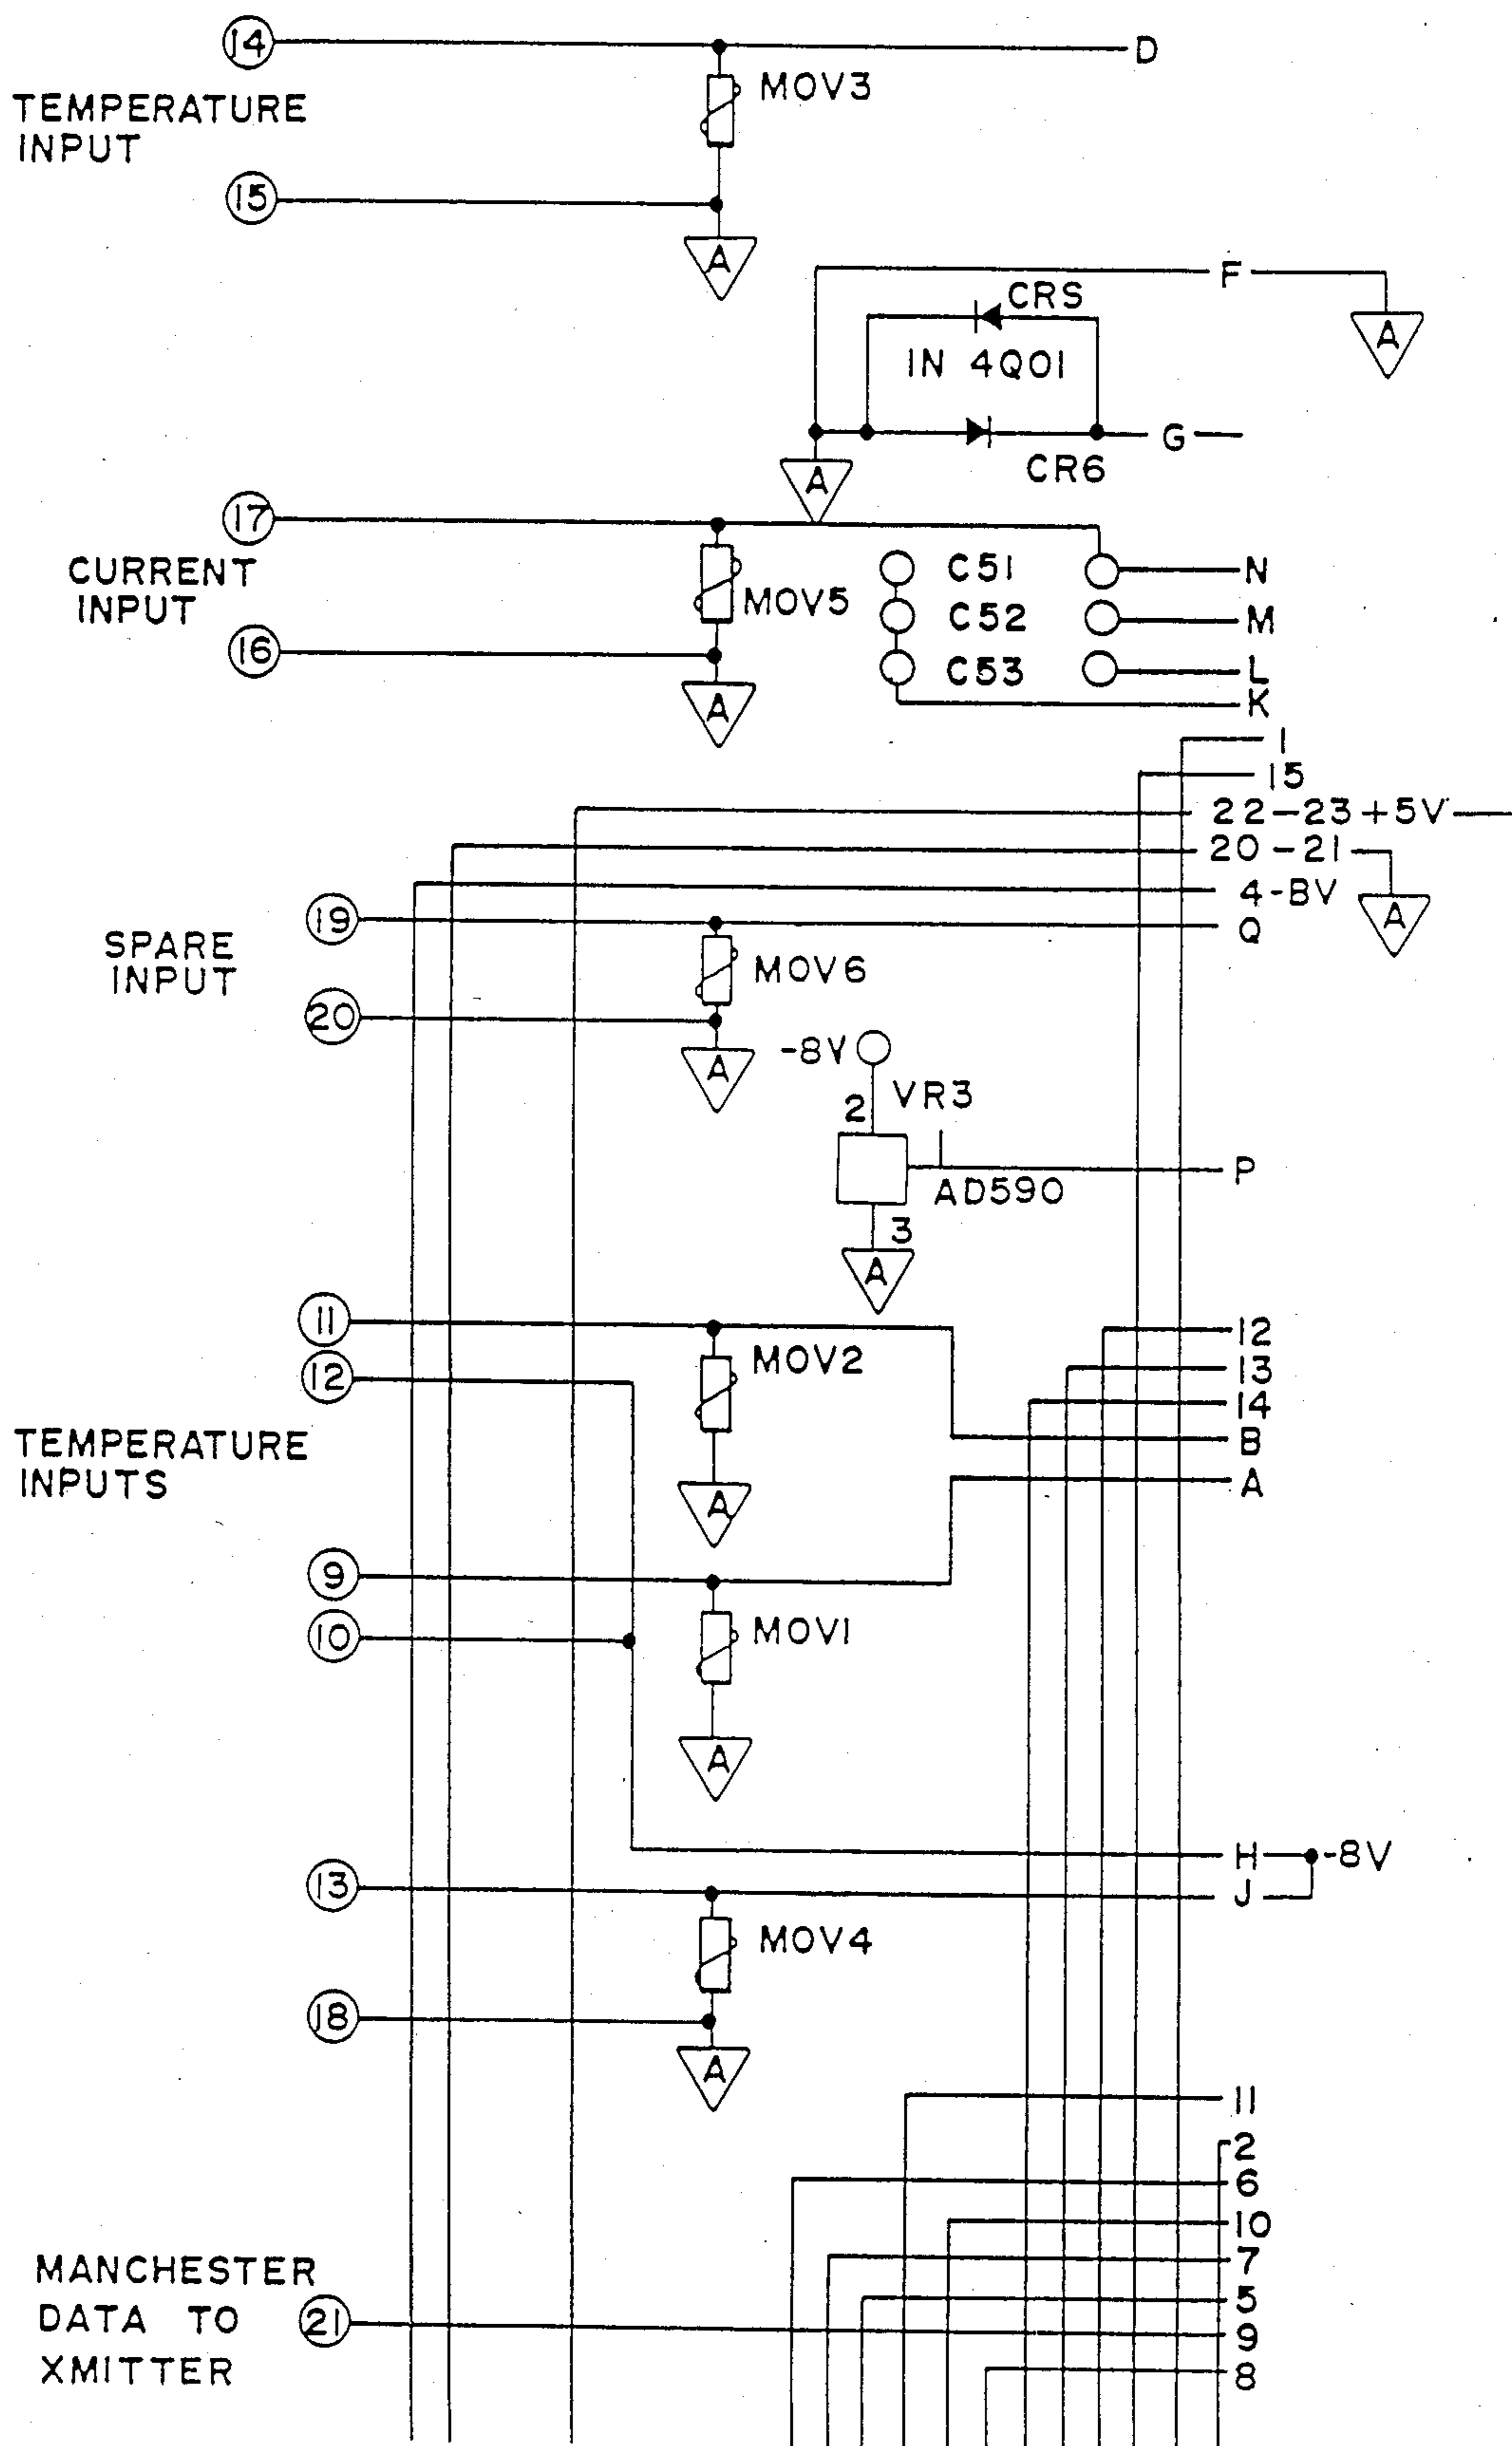 14
D
MOV3
TEMPERATURE
INPUT
15
A
F
CRS
A
IN 4Q01
G
CR6
A
17
CURRENT
INPUT
C51
N
MOV5
C52
M
16
C53
L
K
A
1
15
22-23+5V
20-21
4-BV
A
19
Q
SPARE
INPUT
MOV6
20
-8V
A
VR3
2
P
AD590
3
A
11
12
MOV2
12
13
14
TEMPERATURE
INPUTS
B
A
A
9
MOV1
10
A
H
-8V
13
J
MOV4
18
A
11
2
6
10
7
MANCHESTER
DATA TO
XMITTER
21
5
9
8